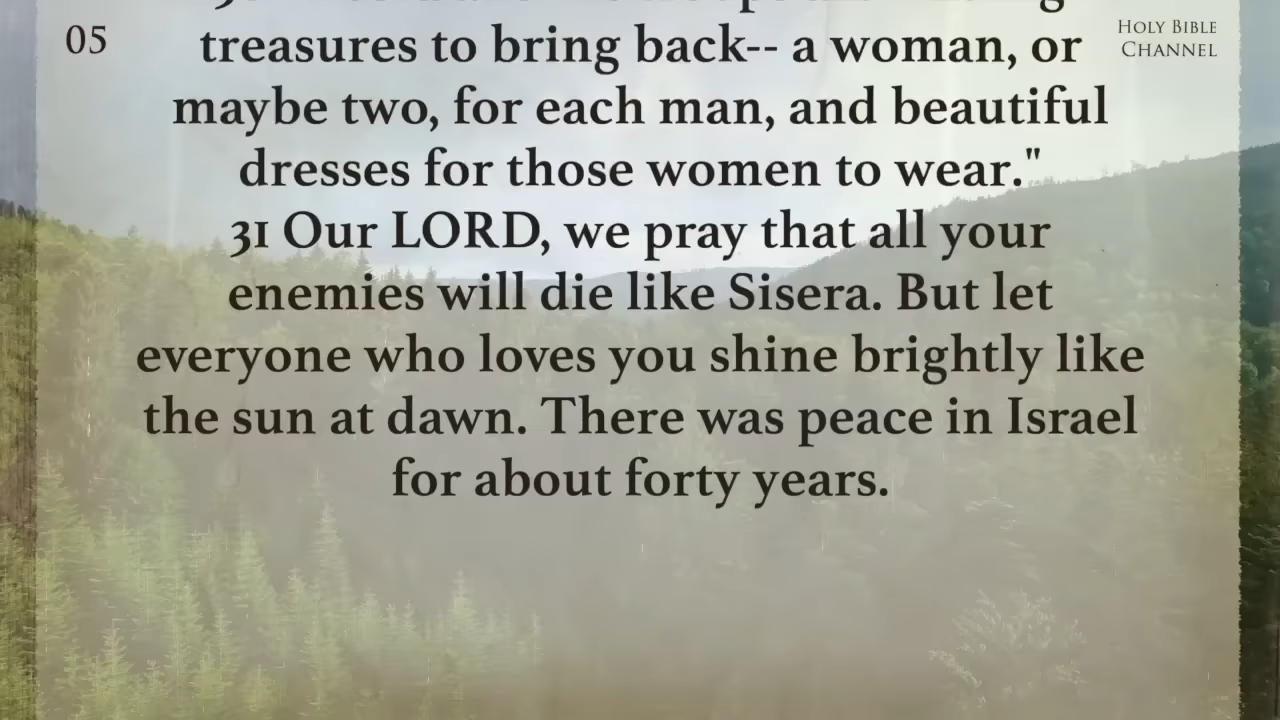 05
HOLY BIBLE
CHANNEL
treasures to bring back-- a woman, or
maybe two, for each man, and beautiful
dresses for those women to wear."
31 Our LORD, we pray that all your
enemies will die like Sisera. But let
everyone who loves you shine brightly like
the sun at dawn. There was peace in Israel
for about forty years.